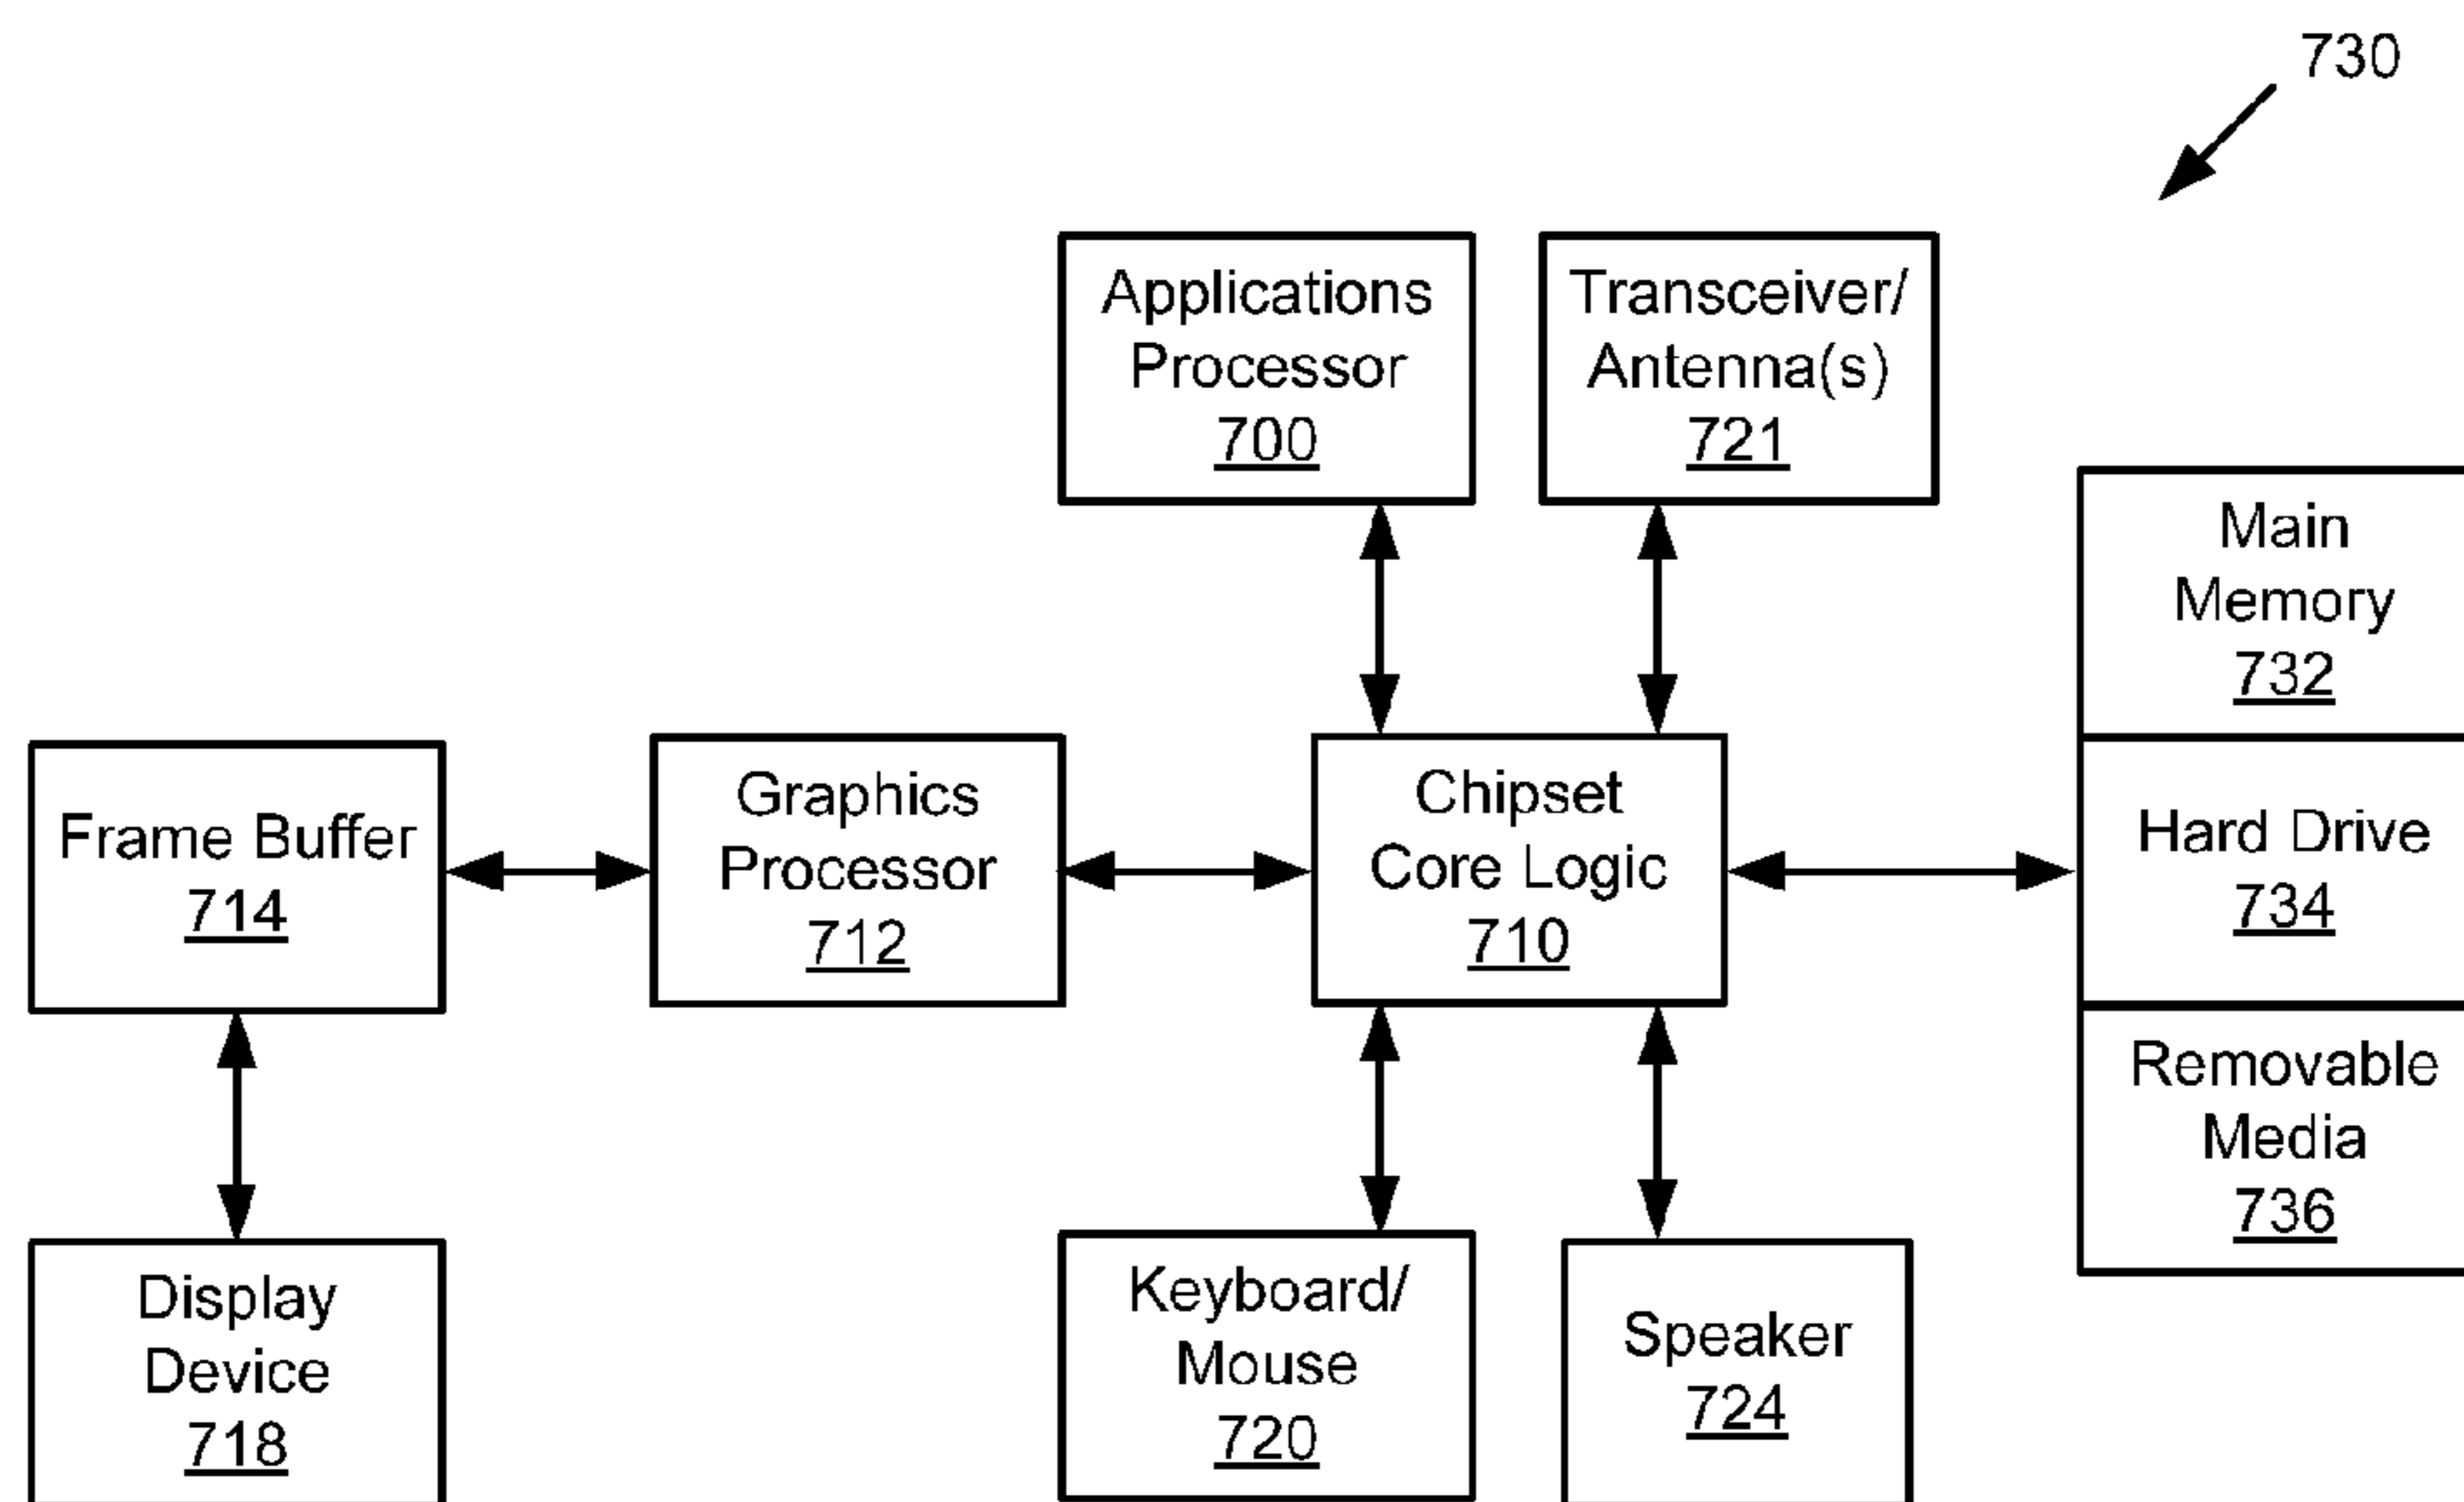 730
Applications
Processor
700
Transceiver/
Antenna(s)
721
Main
Memory
732
Frame Buffer
714
Graphics
Processor
712
Chipset
Core Logic
710
Hard Drive
734
Removable
Media
736
Display
Device
718
Keyboard/
Mouse
720
Speaker
724